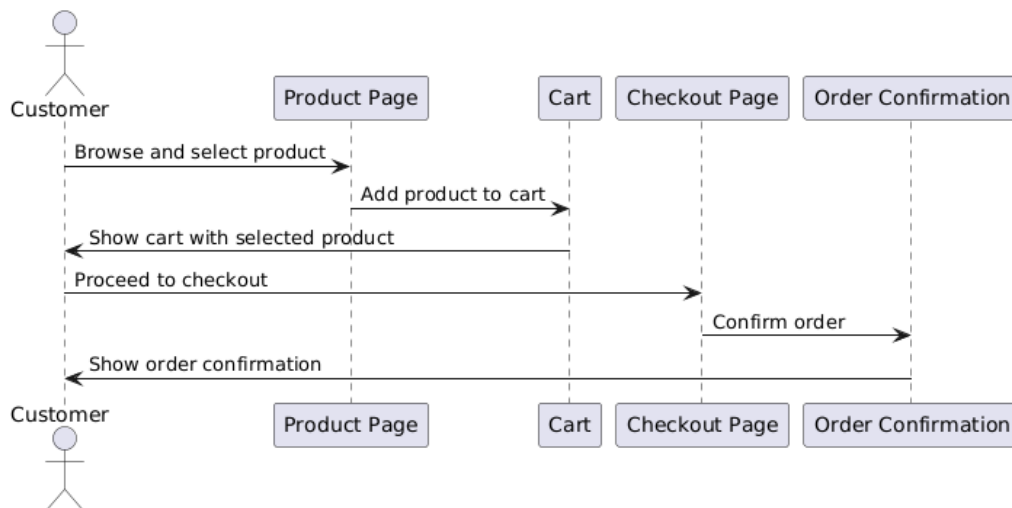 Customer
Product Page
Cart
Checkout Page
Order Confirmation
Browse and select product
Add product to cart
Show cart with selected product
Proceed to checkout
Confirm order
Show order confirmation
Customer
Product Page
Cart
Checkout Page
Order Confirmation